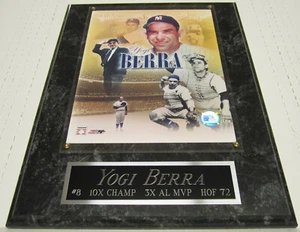 Yogi
BERRA
YOGI BERRA
#8 10X CHAMP 3X AL MVP HOF 72